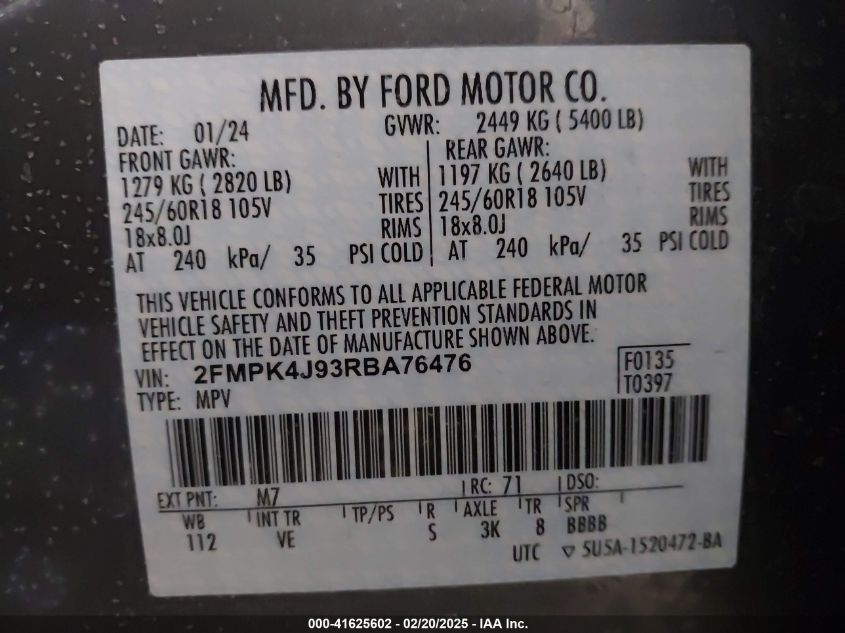 MFD. BY FORD MOTOR CO.
DATE: 01/24 GVWR: 2449 KG ( 5400 LB)
FRONT GAWR: REAR GAWR:
1279 KG ( 2820 LB) WITH 1197 KG ( 2640 LB) WITH
245/60R18 105V TIRES 245/60R18 105V TIRES
18x8.0J RIMS 18x8.0J RIMS
AT 240 kPa/ 35 PSI COLD AT 240 kPa/ 35 PSI COLD
THIS VEHICLE CONFORMS TO ALL APPLICABLE FEDERAL MOTOR
VEHICLE SAFETY AND THEFT PREVENTION STANDARDS IN
EFFECT ON THE DATE OF MANUFACTURE SHOWN ABOVE.
VIN: 2FMPK4J93RBA76476 F0135
TYPE: MPV T0397
EXT PNT: M7 RC: 71 DSO:
WB INT TR TP/PS R AXLE TR SPR
112 VE S 3K 8 BBBB
UTC ▽ 5U5A-1520472-BA
000-41625602 - 02/20/2025 - IAA Inc.